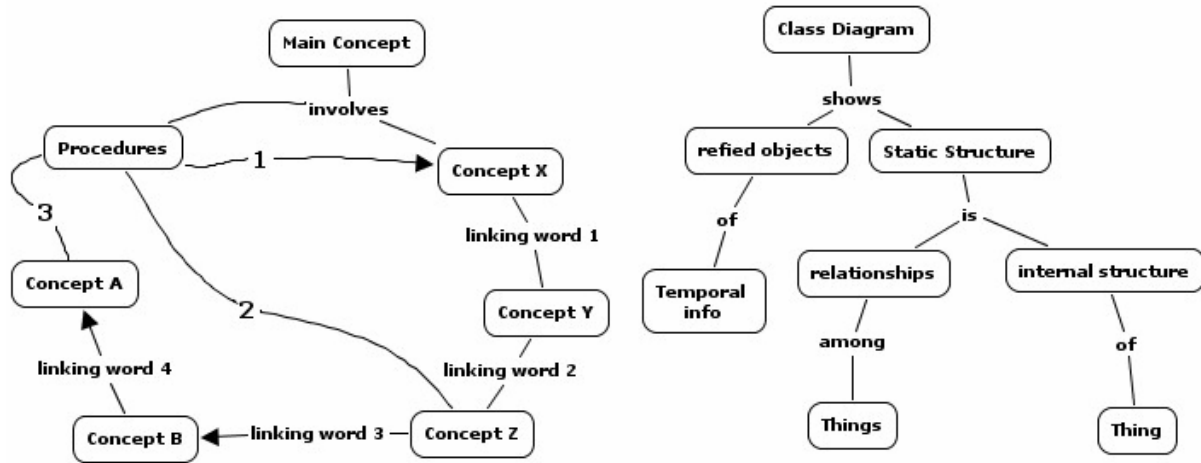 Main Concept
involves
Procedures
1
Concept X
3
linking word 1
Concept A
Concept Y
2
linking word 4
linking word 2
Concept B
linking word 3
Concept Z
Class Diagram
shows
refied objects
Static Structure
of
is
relationships
internal structure
Temporal
info
among
of
Things
Thing